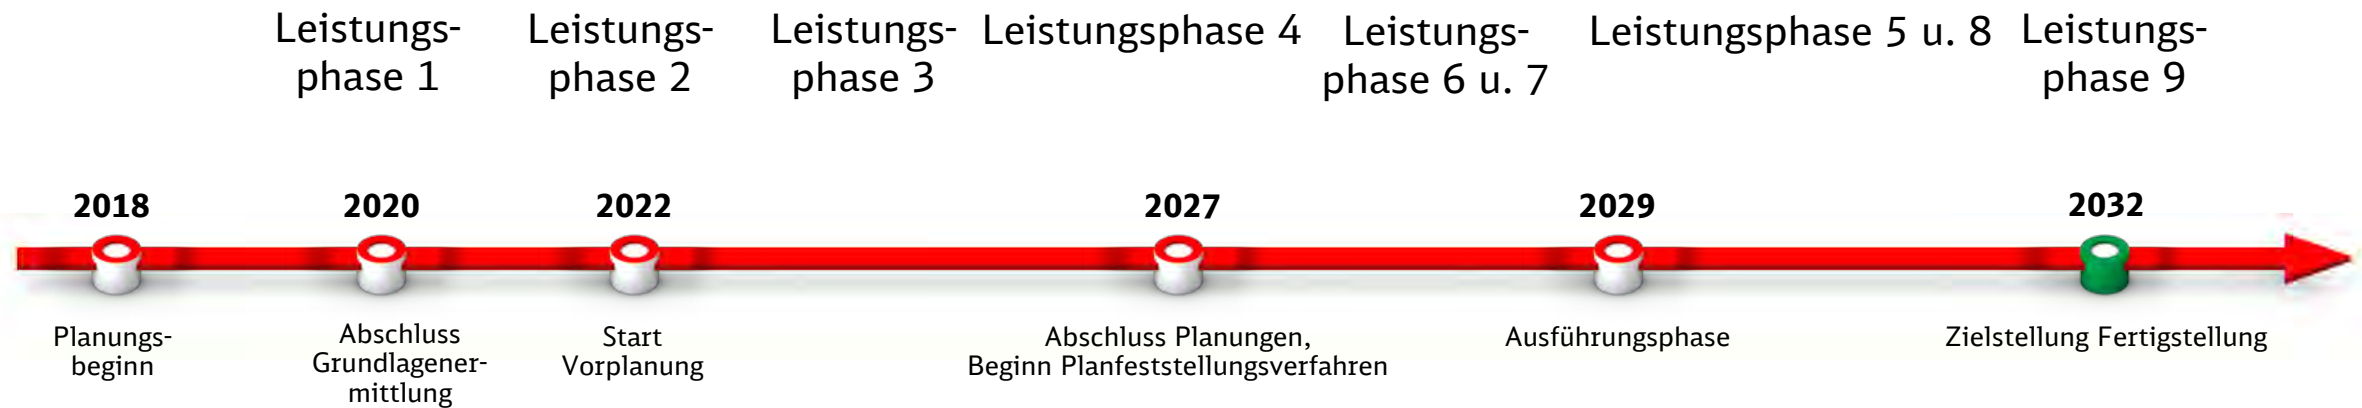 Leistungs-
phase 1
Leistungs-
phase 2
Leistungs-
phase 3
Leistungsphase 4
Leistungs-
phase 6 u. 7
Leistungsphase 5 u. 8
Leistungs-
phase 9
2018
2020
2022
2027
2029
2032
Planungs-
beginn
Abschluss
Grundlagener-
mittlung
Start
Vorplanung
Abschluss Planungen,
Beginn Planfeststellungsverfahren
Ausführungsphase
Zielstellung Fertigstellung